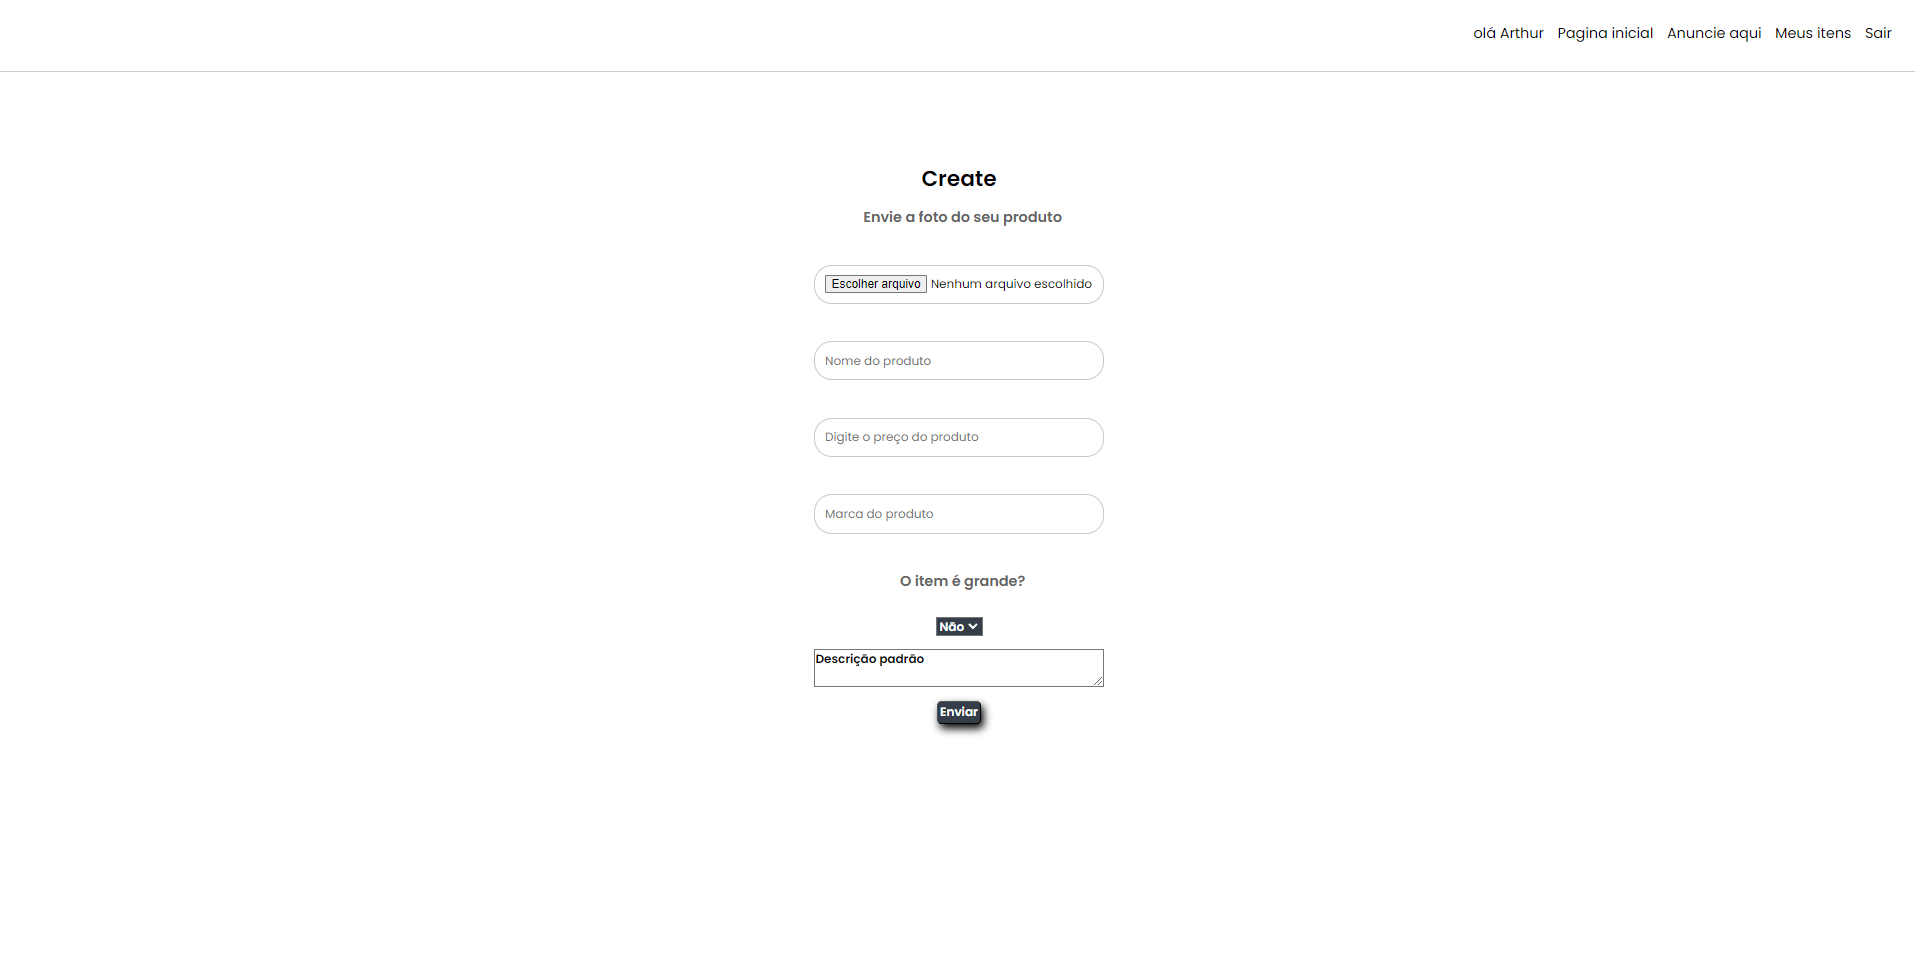 olá Arthur Pagina inicial Anuncie aqui Meus itens Sair
Create
Envie a foto do seu produto
Escolher arquivo Nenhum arquivo escolhido
Nome do produto
Digite o preço do produto
Marca do produto
O item é grande?
Não
Descrição padrão
Enviar